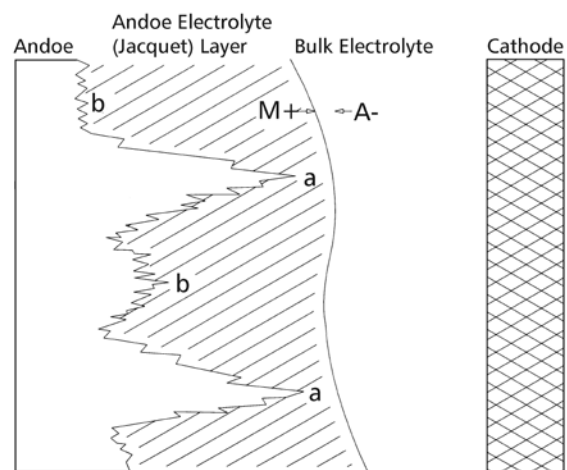 Andoe
Andoe Electrolyte
(Jacquet) Layer
Bulk Electrolyte
Cathode
b
M+
A-
a
b
a